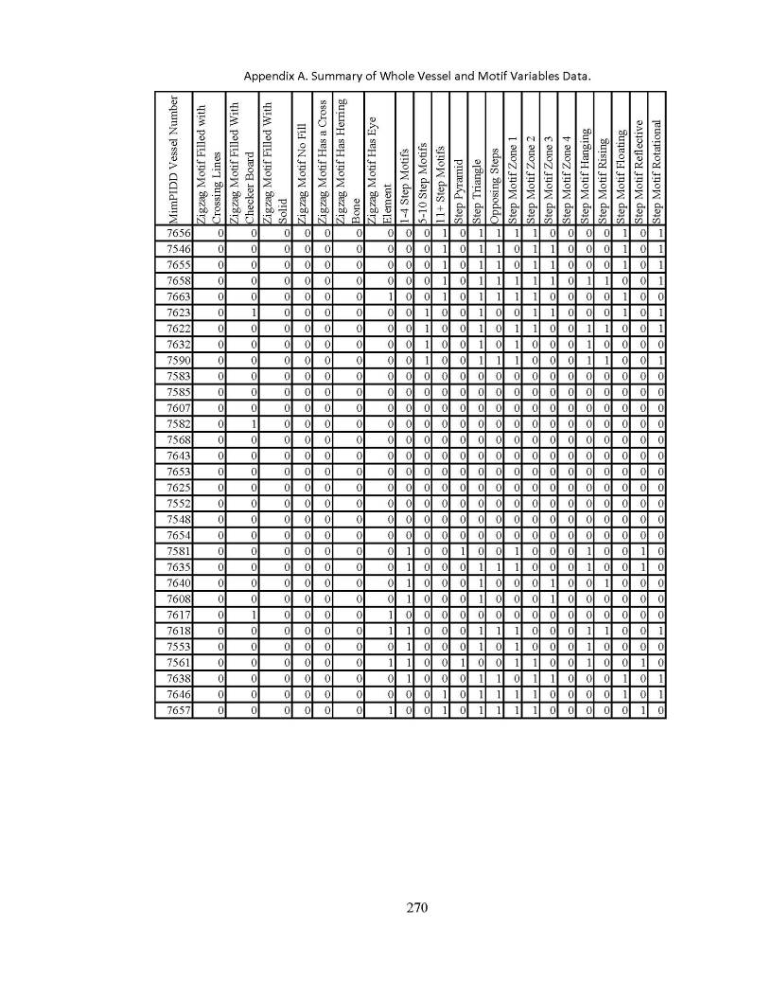 Appendix A. Summary of Whole Vessel and Motif Variables Data.
MimPIDD Vessel Number
Zigzag Motif Filled with Crossing Lines
Zigzag Motif Filled With Checker Board
Zigzag Motif Filled With Solid
Zigzag Motif No Fill
Zigzag Motif Has a Cross
Zigzag Motif Has Herring Bone
Zigzag Motif Has Eye Element
1-4 Step Motifs
5-10 Step Motifs
11+ Step Motifs
Step Pyramid
Step Triangle
Opposing Steps
Step Motif Zone 1
Step Motif Zone 2
Step Motif Zone 3
Step Motif Zone 4
Step Motif Hanging
Step Motif Rising
Step Motif Floating
Step Motif Reflective
Step Motif Rotational
7656 0 0 0 0 0 0 0 0 0 1 0 1 1 1 1 0 0 0 0 1 0 1
7546 0 0 0 0 0 0 0 0 0 1 0 1 1 0 1 1 0 0 0 1 0 1
7655 0 0 0 0 0 0 0 0 0 1 0 1 1 0 1 1 0 0 0 1 0 1
7658 0 0 0 0 0 0 0 0 0 1 0 1 1 1 1 1 0 1 1 0 0 1
7663 0 0 0 0 0 0 1 0 0 1 0 1 1 1 1 0 0 0 0 1 0 0
7623 0 1 0 0 0 0 0 0 1 0 0 1 0 0 1 1 0 0 0 1 0 1
7622 0 0 0 0 0 0 0 0 1 0 0 1 0 1 1 0 0 1 1 0 0 1
7632 0 0 0 0 0 0 0 0 1 0 0 1 0 1 0 0 0 1 0 0 0 0
7590 0 0 0 0 0 0 0 0 1 0 0 1 1 1 0 0 0 1 1 0 0 1
7583 0 0 0 0 0 0 0 0 0 0 0 0 0 0 0 0 0 0 0 0 0 0
7585 0 0 0 0 0 0 0 0 0 0 0 0 0 0 0 0 0 0 0 0 0 0
7607 0 0 0 0 0 0 0 0 0 0 0 0 0 0 0 0 0 0 0 0 0 0
7582 0 1 0 0 0 0 0 0 0 0 0 0 0 0 0 0 0 0 0 0 0 0
7568 0 0 0 0 0 0 0 0 0 0 0 0 0 0 0 0 0 0 0 0 0 0
7643 0 0 0 0 0 0 0 0 0 0 0 0 0 0 0 0 0 0 0 0 0 0
7653 0 0 0 0 0 0 0 0 0 0 0 0 0 0 0 0 0 0 0 0 0 0
7625 0 0 0 0 0 0 0 0 0 0 0 0 0 0 0 0 0 0 0 0 0 0
7552 0 0 0 0 0 0 0 0 0 0 0 0 0 0 0 0 0 0 0 0 0 0
7548 0 0 0 0 0 0 0 0 0 0 0 0 0 0 0 0 0 0 0 0 0 0
7654 0 0 0 0 0 0 0 0 0 0 0 0 0 0 0 0 0 0 0 0 0 0
7581 0 0 0 0 0 0 0 1 0 0 1 0 0 1 0 0 0 1 0 0 1 0
7635 0 0 0 0 0 0 0 1 0 0 0 1 1 1 0 0 0 1 0 0 1 0
7640 0 0 0 0 0 0 0 1 0 0 0 1 0 0 0 1 0 0 1 0 0 0
7608 0 0 0 0 0 0 0 1 0 0 0 1 0 0 0 1 0 0 0 0 0 0
7617 0 1 0 0 0 0 1 0 0 0 0 0 0 0 0 0 0 0 0 0 0 0
7618 0 0 0 0 0 0 1 1 0 0 0 1 1 1 0 0 0 1 1 0 0 1
7553 0 0 0 0 0 0 0 1 0 0 0 1 0 1 0 0 0 1 0 0 0 0
7561 0 0 0 0 0 0 1 1 0 0 1 0 0 1 1 0 0 1 0 0 1 0
7638 0 0 0 0 0 0 0 1 0 0 0 1 1 0 1 1 0 0 0 1 0 1
7646 0 0 0 0 0 0 0 0 0 1 0 1 1 1 1 0 0 0 0 1 0 1
7657 0 0 0 0 0 0 1 0 0 1 0 1 1 1 1 0 0 0 0 0 1 0
270